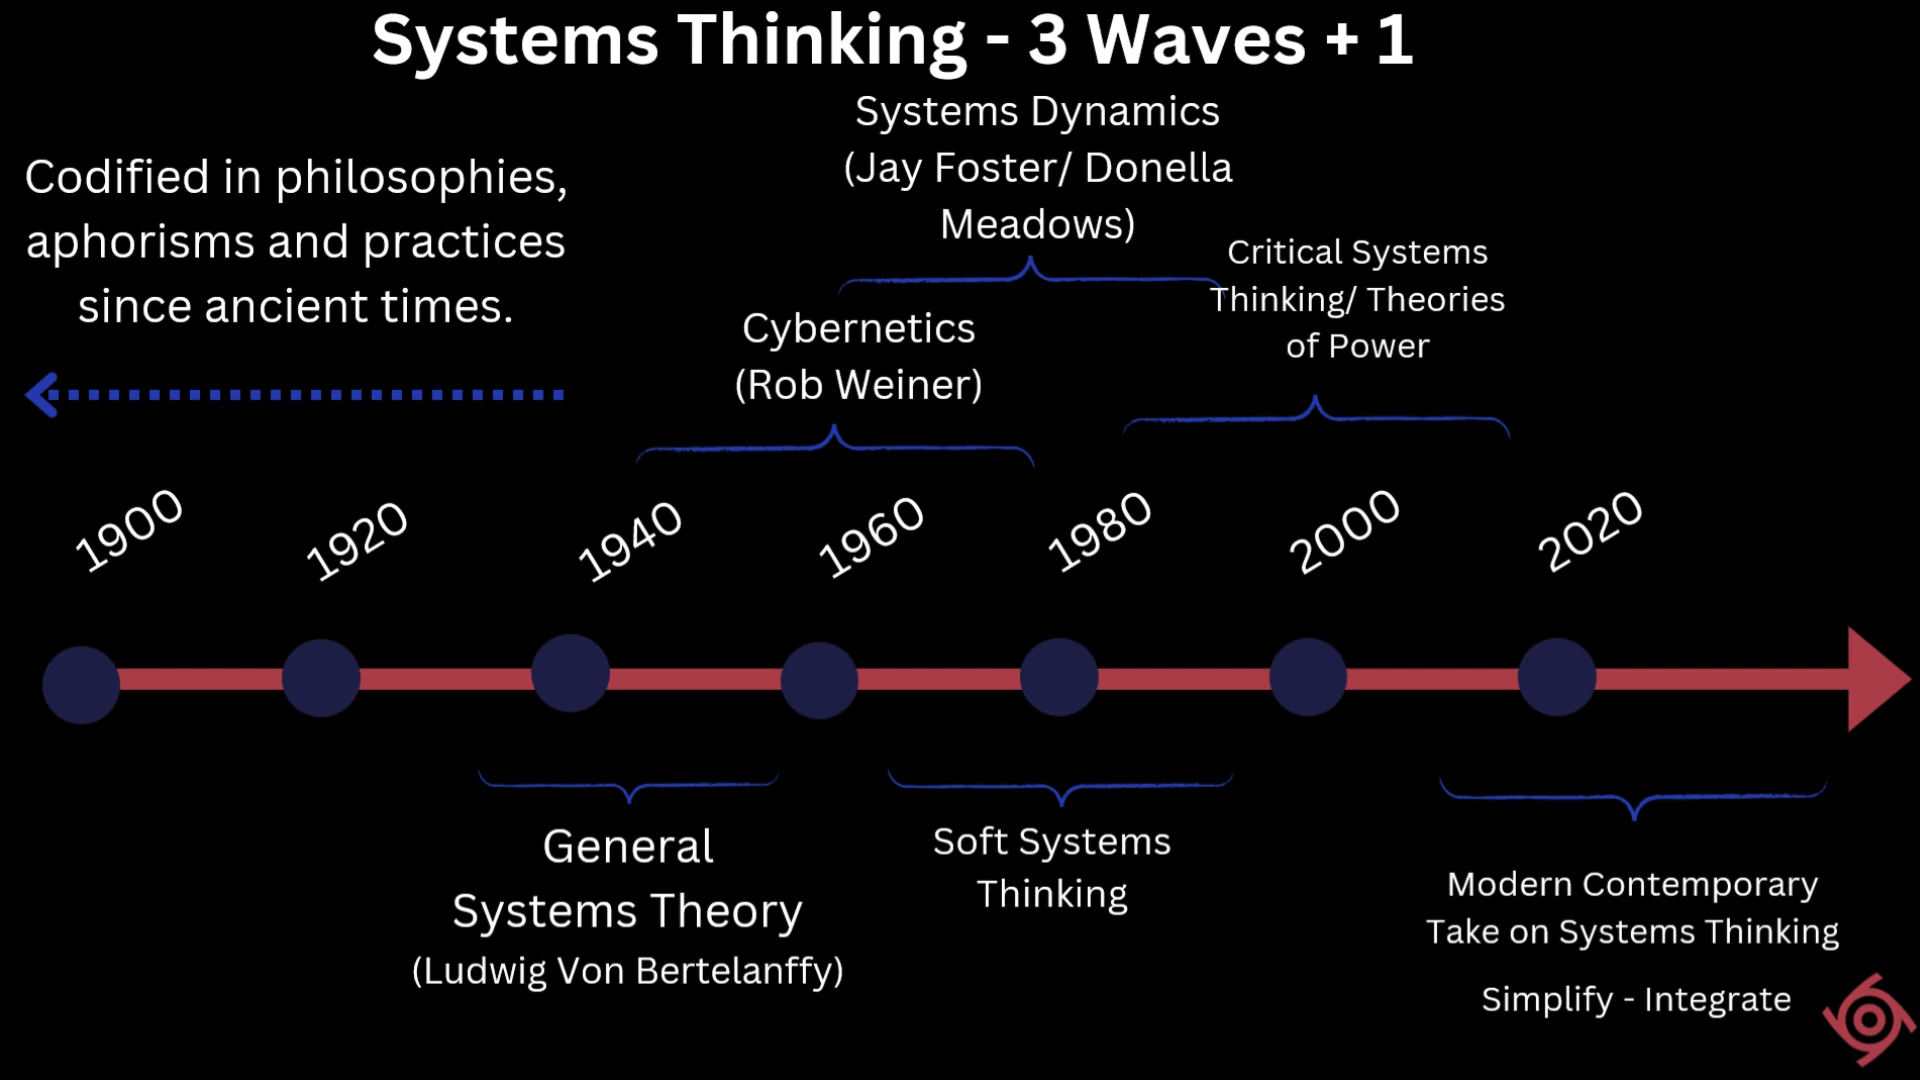 Systems Thinking - 3 Waves + 1
Systems Dynamics
(Jay Foster/ Donella
Meadows)
Codified in philosophies,
aphorisms and practices
since ancient times.
Critical Systems
Thinking/ Theories
of Power
Cybernetics
(Rob Weiner)
1900
1920
1940
1960
1980
2000
2020
General
Systems Theory
(Ludwig Von Bertelanffy)
Soft Systems
Thinking
Modern Contemporary
Take on Systems Thinking
Simplify - Integrate